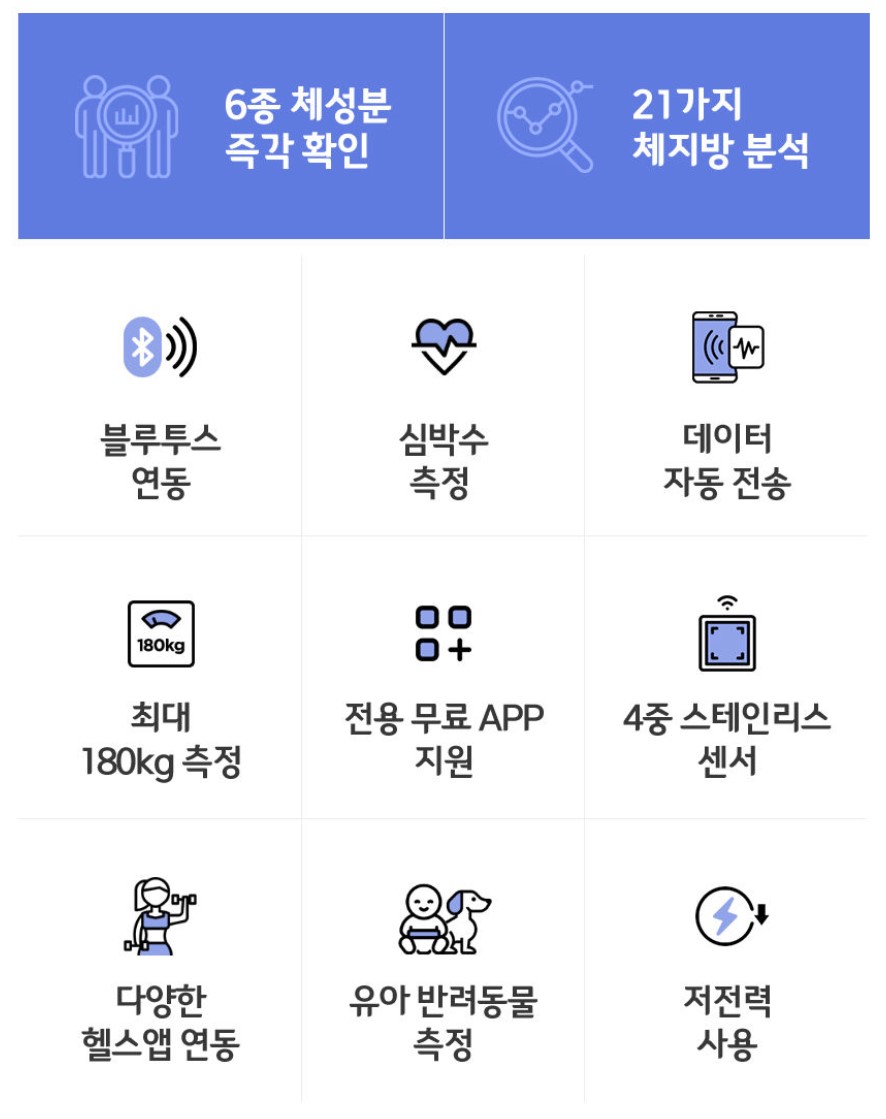 6종 체성분
즉각 확인
21가지
체지방 분석
블루투스
연동
심박수
측정
데이터
자동 전송
180kg
최대
180kg 측정
전용 무료 APP
지원
4중 스테인리스
센서
다양한
헬스앱 연동
유아 반려동물
측정
저전력
사용